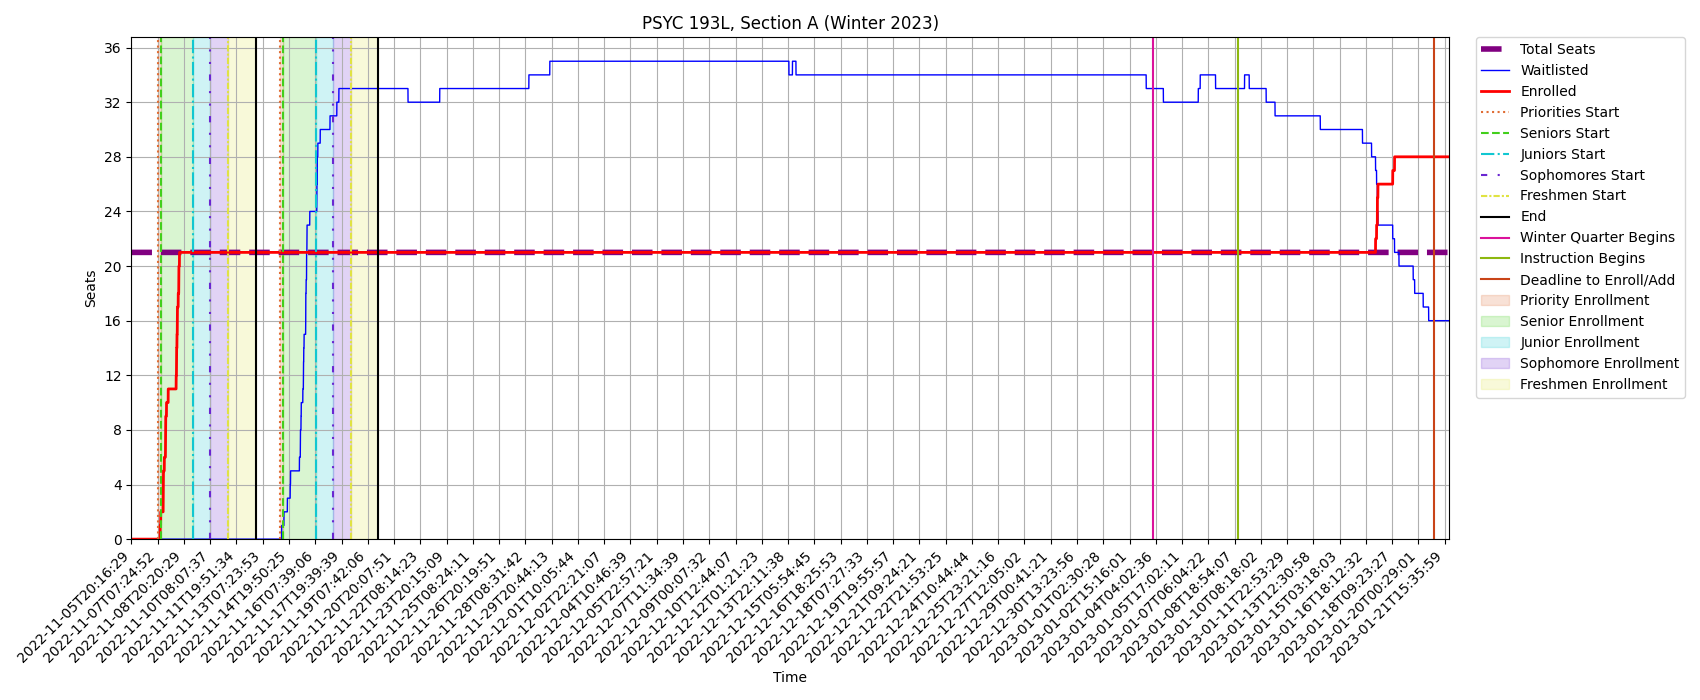 PSYC 193L, Section A (Winter 2023)
Seats
36
32
28
24
20
16
12
8
4
0
2022-11-05T20:16:29
2022-11-07T07:24:52
2022-11-08T20:20:29
2022-11-10T08:07:37
2022-11-11T19:51:34
2022-11-13T07:23:53
2022-11-14T19:50:25
2022-11-16T07:39:06
2022-11-17T19:39:39
2022-11-19T07:42:06
2022-11-20T20:07:51
2022-11-22T08:14:23
2022-11-23T20:15:09
2022-11-25T08:24:11
2022-11-26T20:19:51
2022-11-28T08:31:42
2022-11-29T20:44:13
2022-12-01T10:05:44
2022-12-02T22:21:07
2022-12-04T10:46:39
2022-12-05T22:57:21
2022-12-07T11:34:39
2022-12-09T00:07:32
2022-12-10T12:44:07
2022-12-12T01:21:23
2022-12-13T22:11:38
2022-12-15T05:54:45
2022-12-16T18:25:53
2022-12-18T07:27:33
2022-12-19T19:55:57
2022-12-21T09:24:21
2022-12-22T21:53:25
2022-12-24T10:44:44
2022-12-25T23:21:16
2022-12-27T12:05:02
2022-12-29T00:41:21
2022-12-30T13:23:56
2023-01-01T02:30:28
2023-01-02T15:16:01
2023-01-04T04:02:36
2023-01-05T17:02:11
2023-01-07T06:04:22
2023-01-08T18:54:07
2023-01-10T08:18:02
2023-01-11T22:53:29
2023-01-13T12:30:58
2023-01-15T03:18:03
2023-01-16T18:12:32
2023-01-18T09:23:27
2023-01-20T00:29:01
2023-01-21T15:35:59
Time
Total Seats
Waitlisted
Enrolled
Priorities Start
Seniors Start
Juniors Start
Sophomores Start
Freshmen Start
End
Winter Quarter Begins
Instruction Begins
Deadline to Enroll/Add
Priority Enrollment
Senior Enrollment
Junior Enrollment
Sophomore Enrollment
Freshmen Enrollment